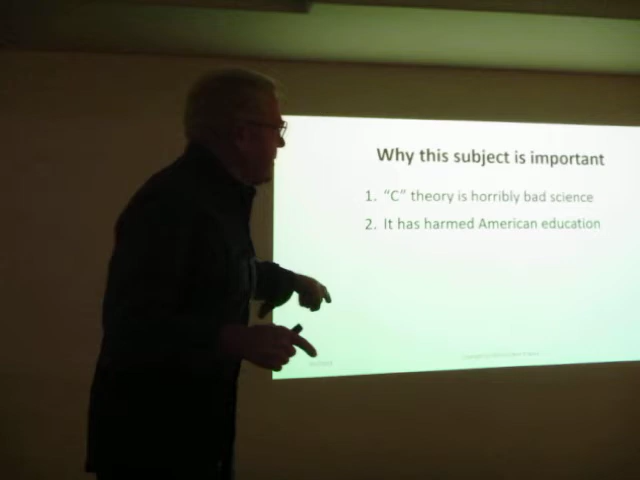 Why this subject is important
1. “C” theory is horribly bad science
2. It has harmed American education